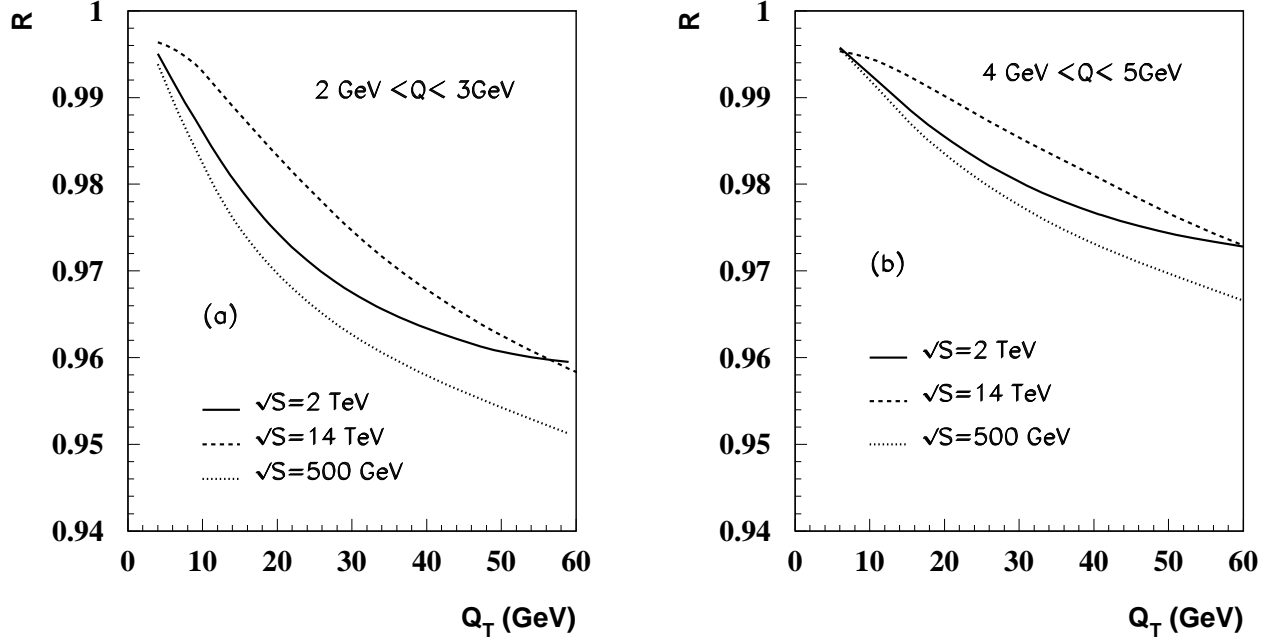 R
1
0.99
0.98
0.97
0.96
0.95
0.94
0 10 20 30 40 50 60
Q_T (GeV)
2 GeV <Q< 3GeV
(a)
√S=2 TeV
√S=14 TeV
√S=500 GeV
R
1
0.99
0.98
0.97
0.96
0.95
0.94
0 10 20 30 40 50 60
Q_T (GeV)
4 GeV <Q< 5GeV
(b)
√S=2 TeV
√S=14 TeV
√S=500 GeV